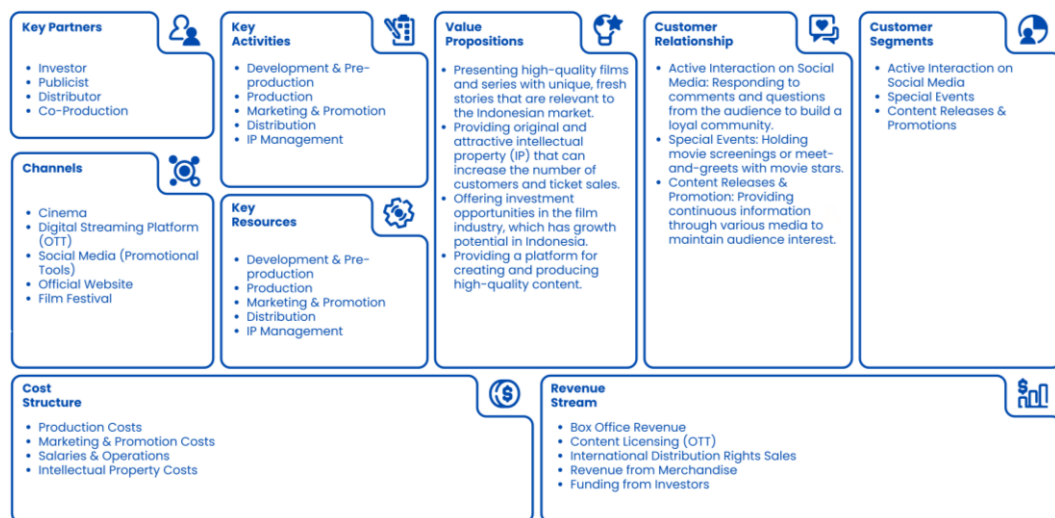 Key Partners
• Investor
• Publicist
• Distributor
• Co-Production
Channels
• Cinema
• Digital Streaming Platform
(OTT)
• Social Media (Promotional
Tools)
• Official Website
• Film Festival
Key
Activities
• Development & Pre-
production
• Production
• Marketing & Promotion
• Distribution
• IP Management
Key
Resources
• Development & Pre-
production
• Production
• Marketing & Promotion
• Distribution
• IP Management
Value
Propositions
• Presenting high-quality films
and series with unique, fresh
stories that are relevant to
the Indonesian market.
• Providing original and
attractive intellectual
property (IP) that can
increase the number of
customers and ticket sales.
• Offering investment
opportunities in the film
industry, which has growth
potential in Indonesia.
• Providing a platform for
creating and producing
high-quality content.
Customer
Relationship
• Active Interaction on Social
Media: Responding to
comments and questions
from the audience to build a
loyal community.
• Special Events: Holding
movie screenings or meet-
and-greets with movie stars.
• Content Releases &
Promotion: Providing
continuous information
through various media to
maintain audience interest.
Customer
Segments
• Active Interaction on
Social Media
• Special Events
• Content Releases &
Promotions
Cost
Structure
• Production Costs
• Marketing & Promotion Costs
• Salaries & Operations
• Intellectual Property Costs
Revenue
Stream
• Box Office Revenue
• Content Licensing (OTT)
• International Distribution Rights Sales
• Revenue from Merchandise
• Funding from Investors